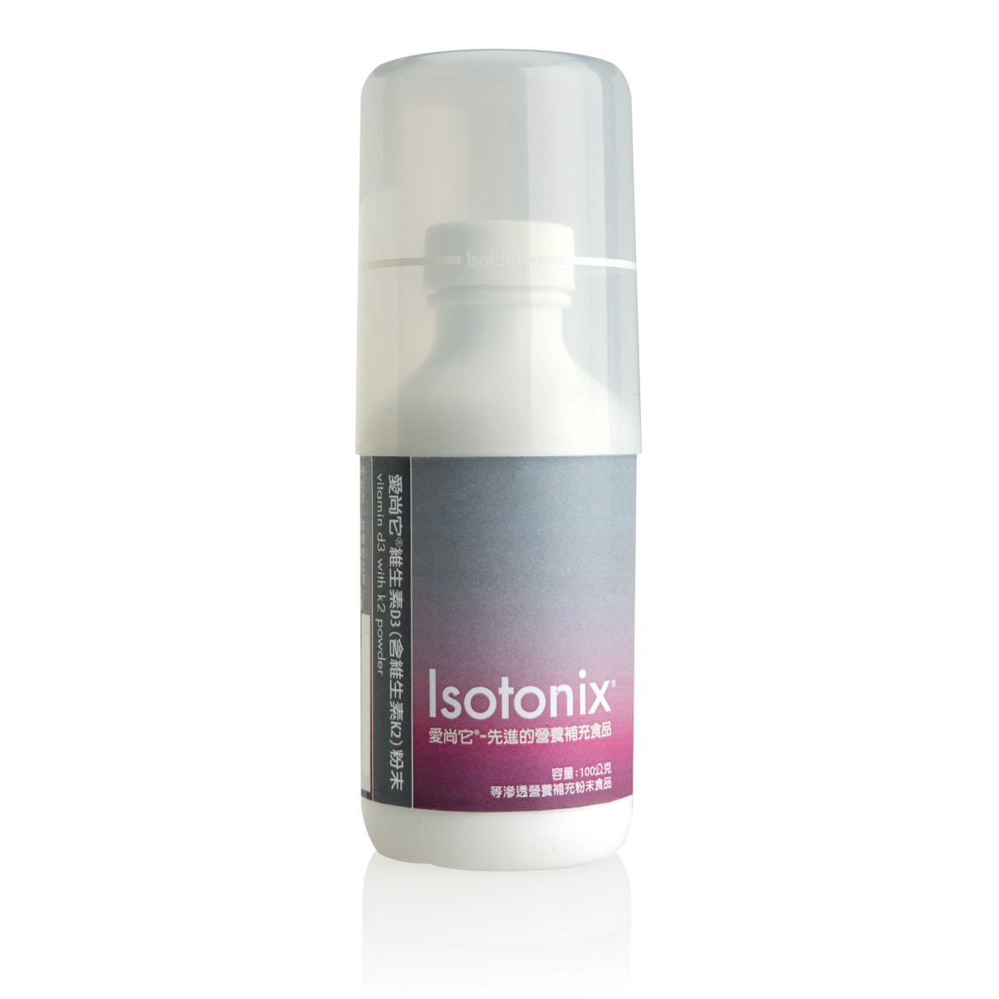 Isotonix
愛尚它®維生素D3(含維生素K2)粉末
vitamin d3 with k2 powder
Isotonix®
愛尚它®-先進的營養補充食品
容量:100公克
等滲透營養補充粉末食品